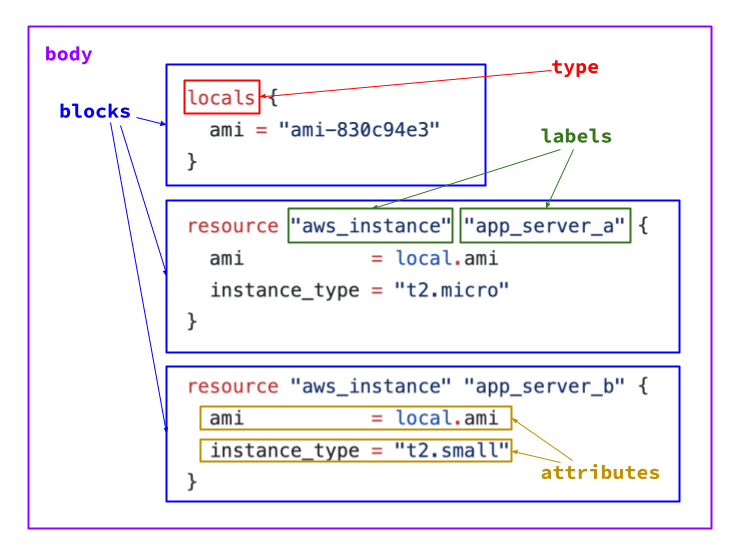 body
type
blocks
locals {
  ami = "ami-830c94e3"
}
labels
resource "aws_instance" "app_server_a" {
  ami           = local.ami
  instance_type = "t2.micro"
}
resource "aws_instance" "app_server_b" {
  ami           = local.ami
  instance_type = "t2.small"
}
attributes